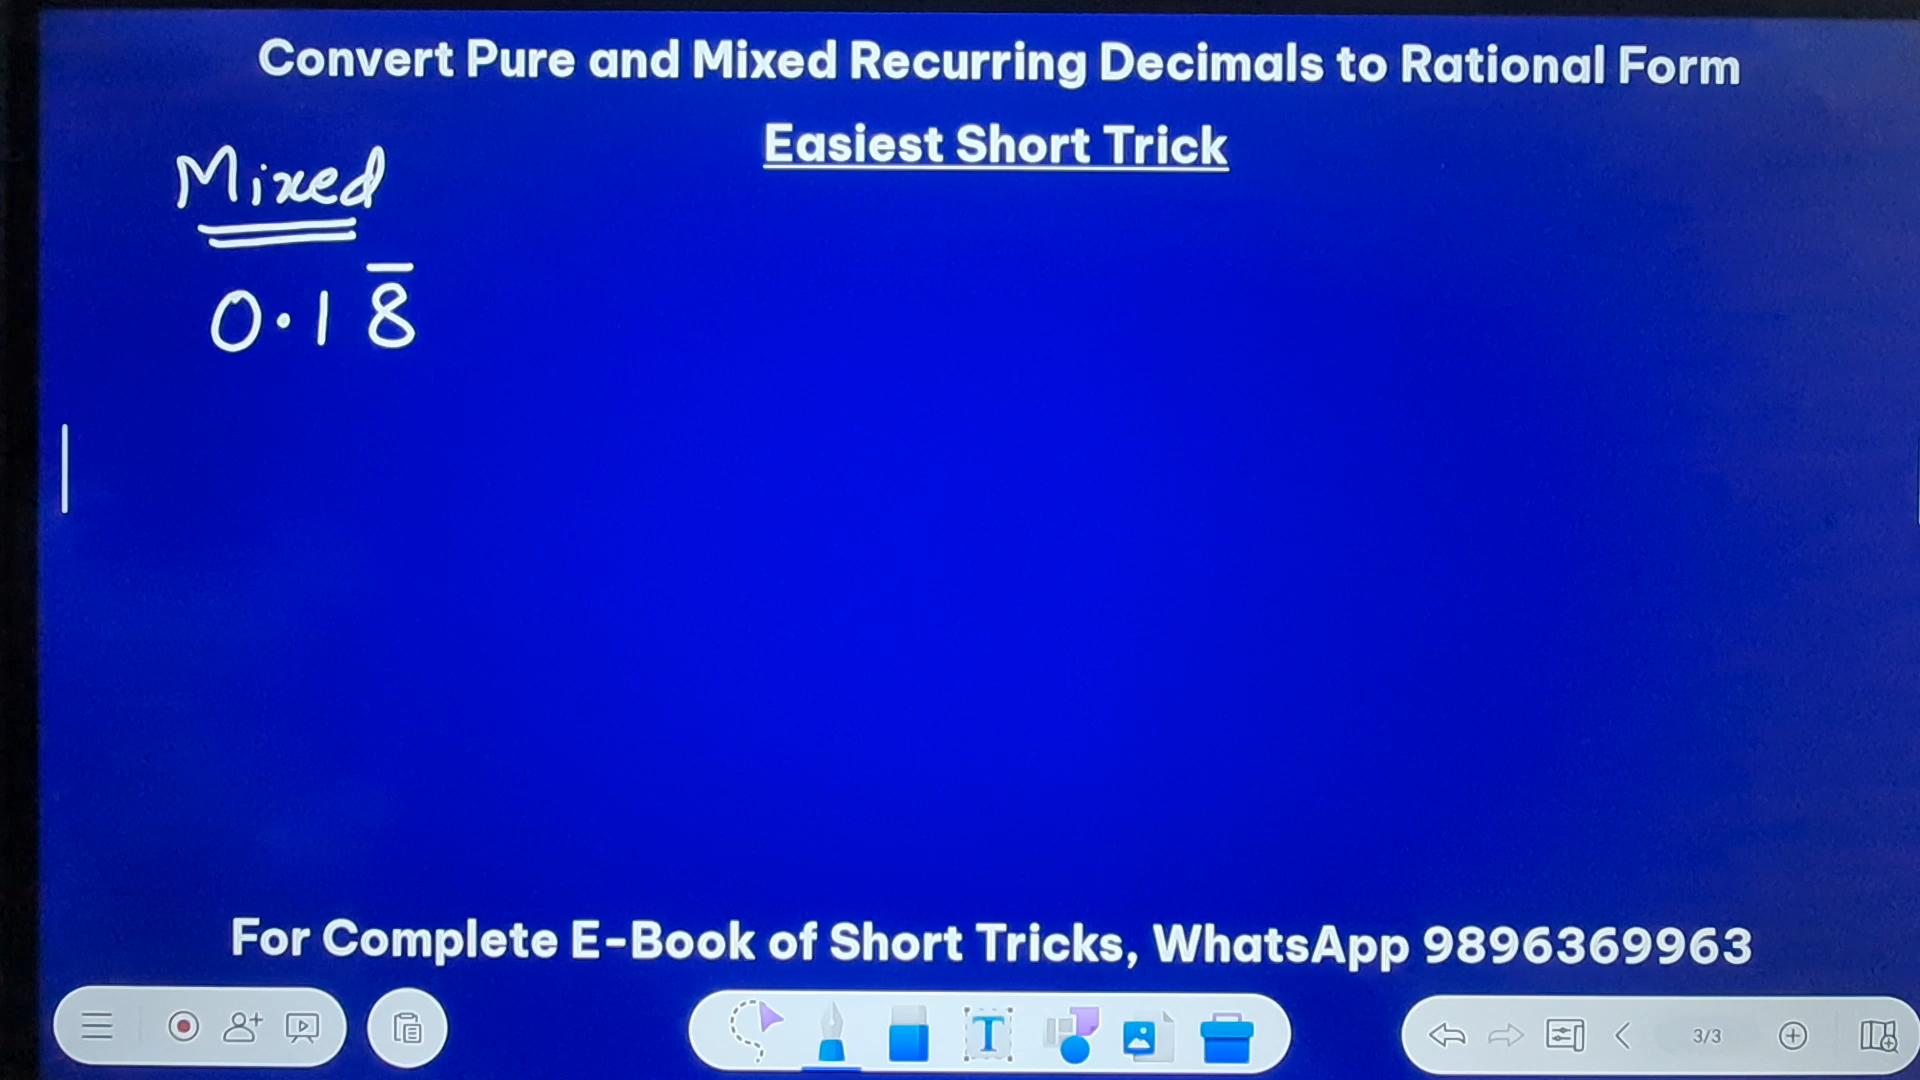 Convert Pure and Mixed Recurring Decimals to Rational Form
Easiest Short Trick
Mixed
0.18̅
For Complete E-Book of Short Tricks, WhatsApp 9896369963
T
3/3